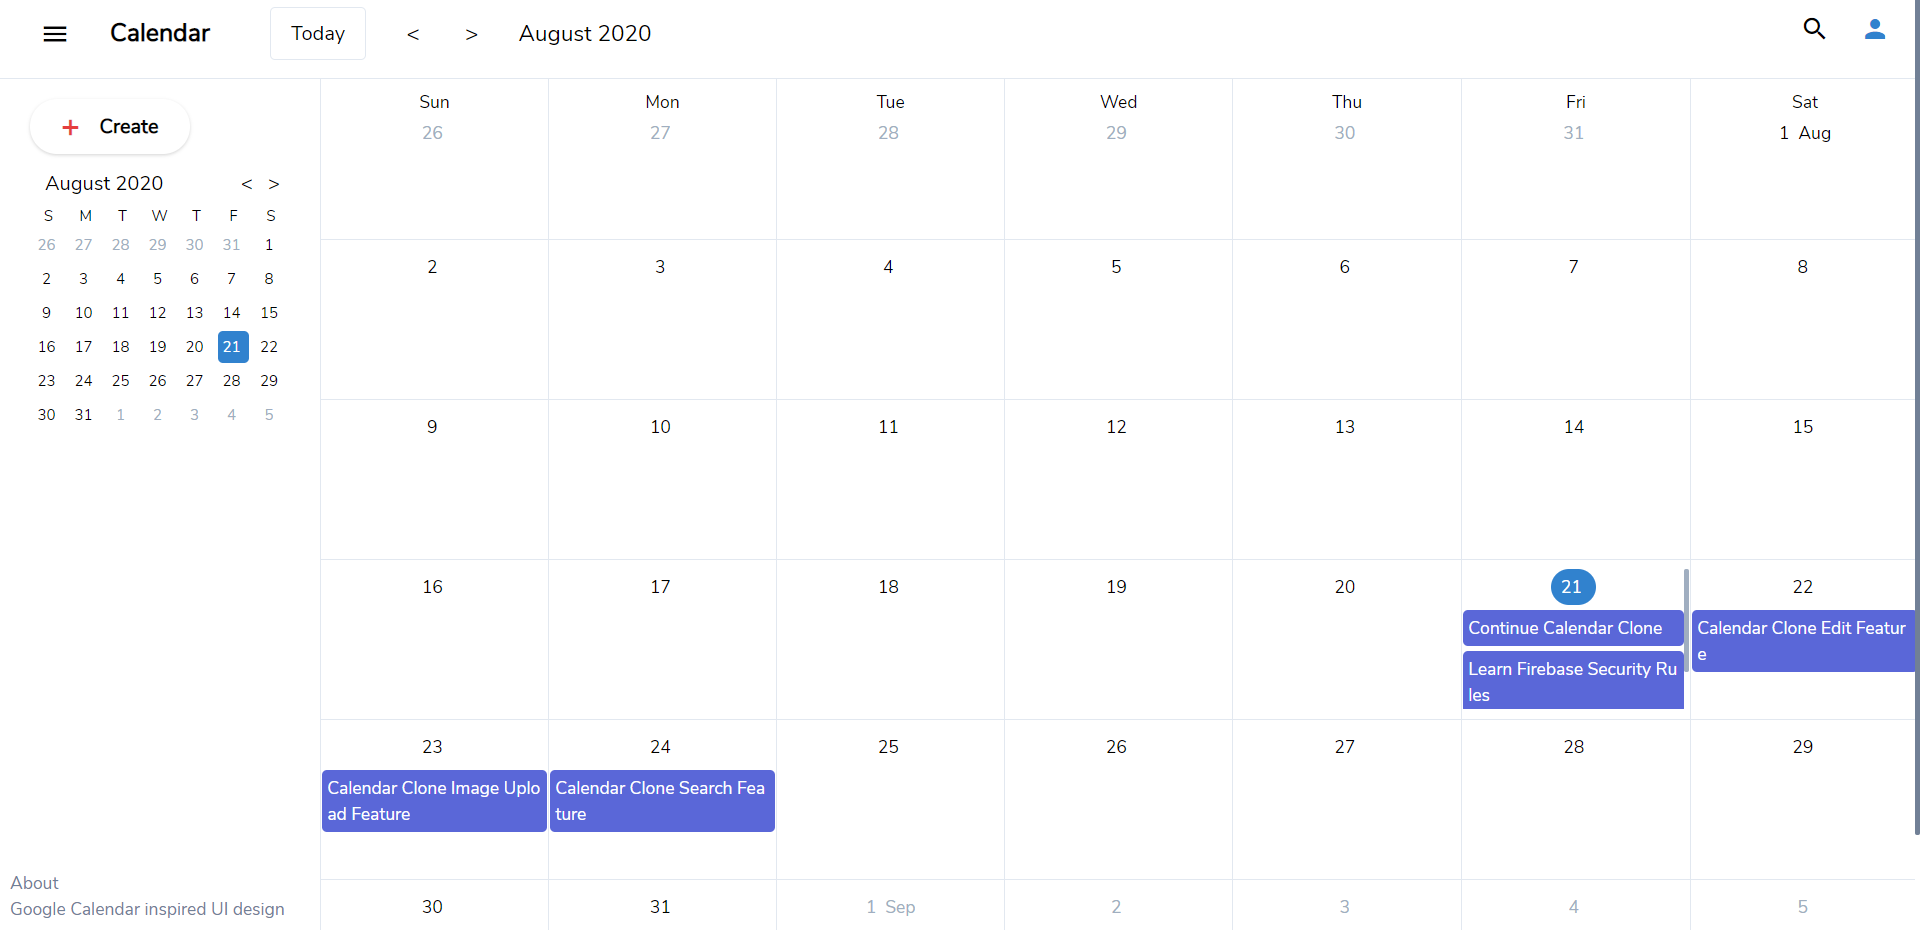 Calendar
Today < > August 2020
+ Create
August 2020 < >
S M T W T F S
26 27 28 29 30 31 1
2 3 4 5 6 7 8
9 10 11 12 13 14 15
16 17 18 19 20 21 22
23 24 25 26 27 28 29
30 31 1 2 3 4 5
About
Google Calendar inspired UI design
Sun Mon Tue Wed Thu Fri Sat
26 27 28 29 30 31 1 Aug
2 3 4 5 6 7 8
9 10 11 12 13 14 15
16 17 18 19 20 21 22
Continue Calendar Clone
Learn Firebase Security Ru
les
Calendar Clone Edit Featur
e
23 24 25 26 27 28 29
Calendar Clone Image Uplo
ad Feature
Calendar Clone Search Fea
ture
30 31 1 Sep 2 3 4 5